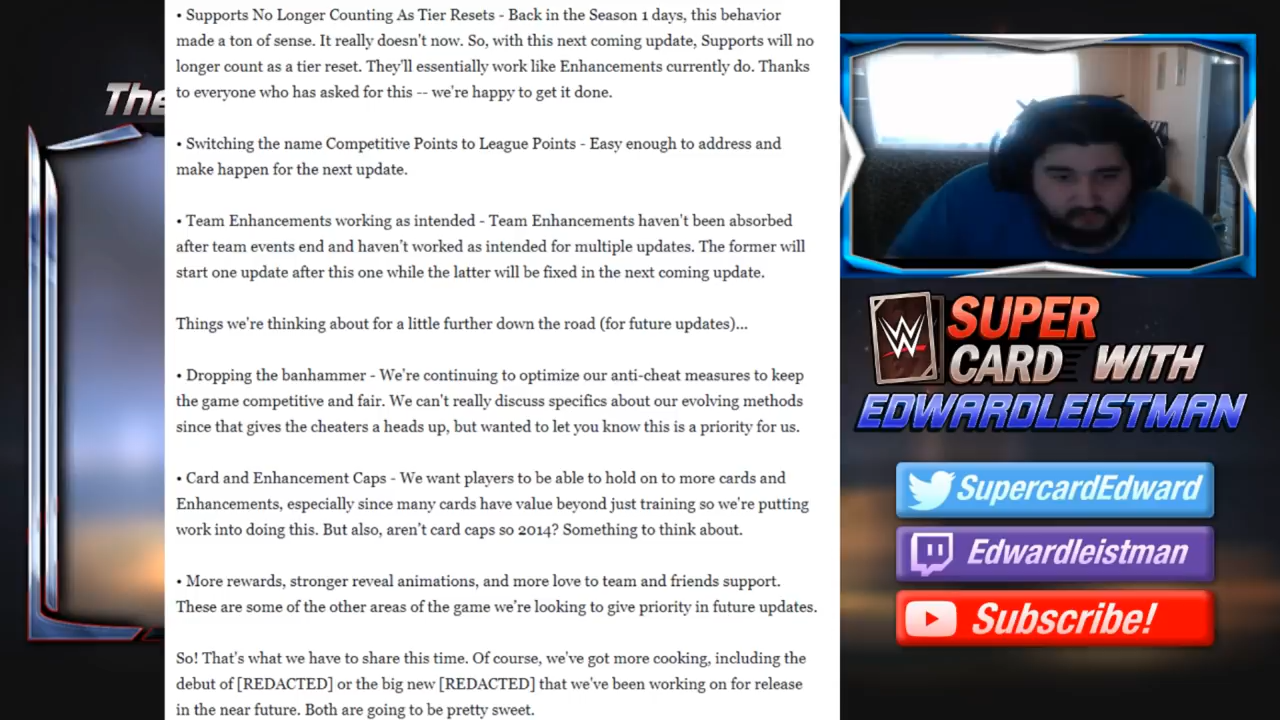 The
• Supports No Longer Counting As Tier Resets - Back in the Season 1 days, this behavior
made a ton of sense. It really doesn't now. So, with this next coming update, Supports will no
longer count as a tier reset. They'll essentially work like Enhancements currently do. Thanks
to everyone who has asked for this -- we're happy to get it done.
• Switching the name Competitive Points to League Points - Easy enough to address and
make happen for the next update.
• Team Enhancements working as intended - Team Enhancements haven't been absorbed
after team events end and haven't worked as intended for multiple updates. The former will
start one update after this one while the latter will be fixed in the next coming update.
Things we're thinking about for a little further down the road (for future updates)...
• Dropping the banhammer - We're continuing to optimize our anti-cheat measures to keep
the game competitive and fair. We can't really discuss specifics about our evolving methods
since that gives the cheaters a heads up, but wanted to let you know this is a priority for us.
• Card and Enhancement Caps - We want players to be able to hold on to more cards and
Enhancements, especially since many cards have value beyond just training so we're putting
work into doing this. But also, aren't card caps so 2014? Something to think about.
• More rewards, stronger reveal animations, and more love to team and friends support.
These are some of the other areas of the game we're looking to give priority in future updates.
So! That's what we have to share this time. Of course, we've got more cooking, including the
debut of [REDACTED] or the big new [REDACTED] that we've been working on for release
in the near future. Both are going to be pretty sweet.
W SUPER
CARD WITH
EDWARDLEISTMAN
SupercardEdward
Edwardleistman
Subscribe!